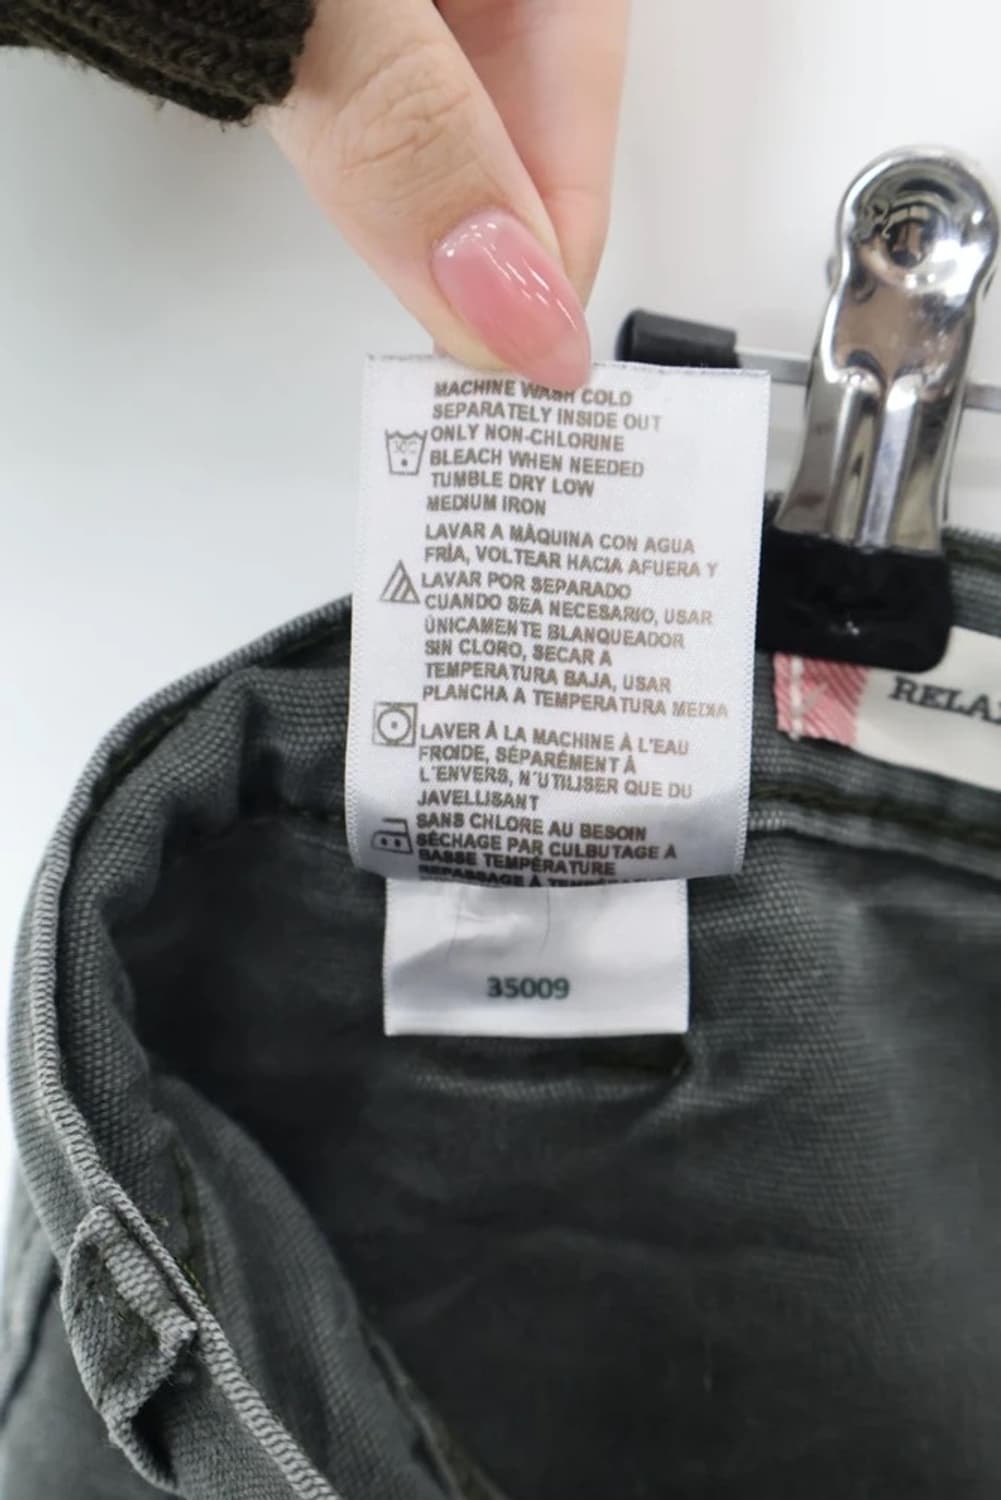 MACHINE WASH COLD
SEPARATELY INSIDE OUT
ONLY NON-CHLORINE
BLEACH WHEN NEEDED
TUMBLE DRY LOW
MEDIUM IRON
LAVAR A MÁQUINA CON AGUA
FRÍA, VOLTEAR HACIA AFUERA Y
LAVAR POR SEPARADO
CUANDO SEA NECESARIO, USAR
ÚNICAMENTE BLANQUEADOR
SIN CLORO, SECAR A
TEMPERATURA BAJA, USAR
PLANCHA A TEMPERATURA MEDIA
LAVER À LA MACHINE À L'EAU
FROIDE, SÉPARÉMENT À
L'ENVERS, N'UTILISER QUE DU
JAVELLISANT
SANS CHLORE AU BESOIN
SÉCHAGE PAR CULBUTAGE À
BASSE TEMPÉRATURE
REPASSAGE À
35009
RELA